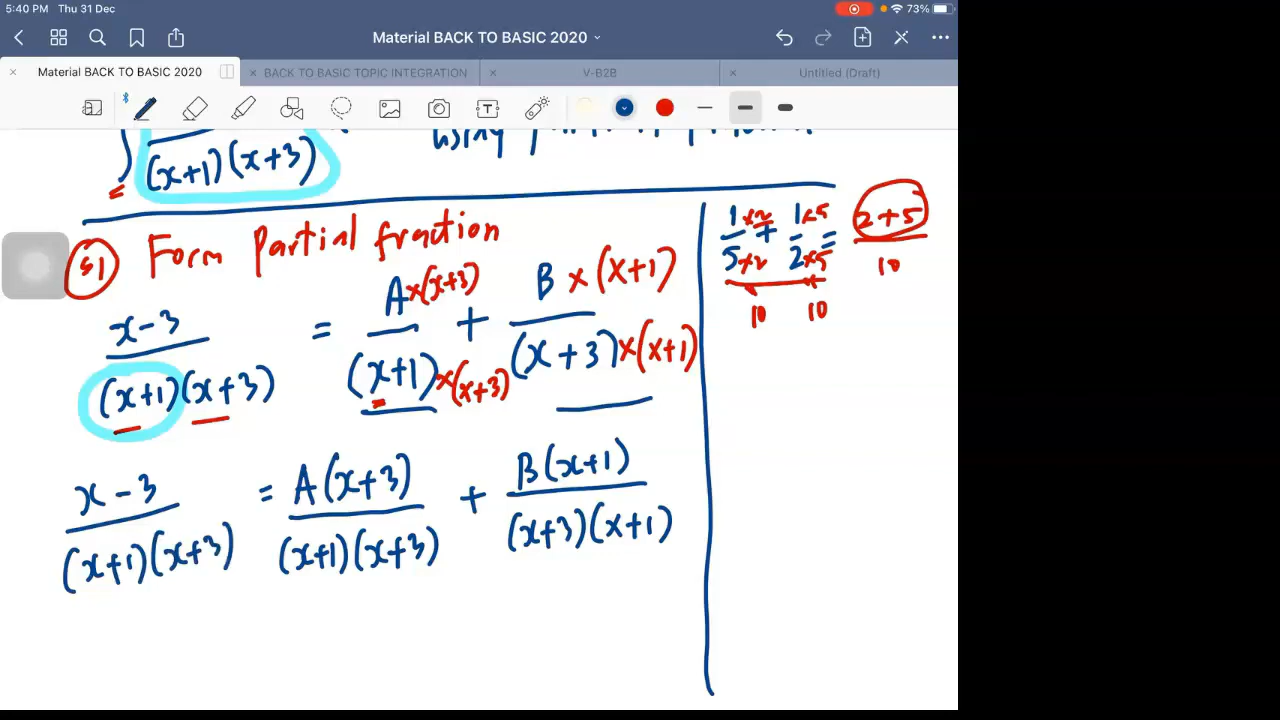 5:40 PM Thu 31 Dec
73%
Material BACK TO BASIC 2020
Material BACK TO BASIC 2020
BACK TO BASIC TOPIC INTEGRATION
V-B2B
Untitled (Draft)
(x+1)(x+3)
using
S1 Form Partial fraction
x-3 / (x+1)(x+3) = A×(x+3) / (x+1)×(x+3) + B×(x+1) / (x+3)×(x+1)
x-3 / (x+1)(x+3) = A(x+3) / (x+1)(x+3) + B(x+1) / (x+3)(x+1)
1×2 / 5×2 + 1×5 / 2×5 = 2+5 / 10
10 10